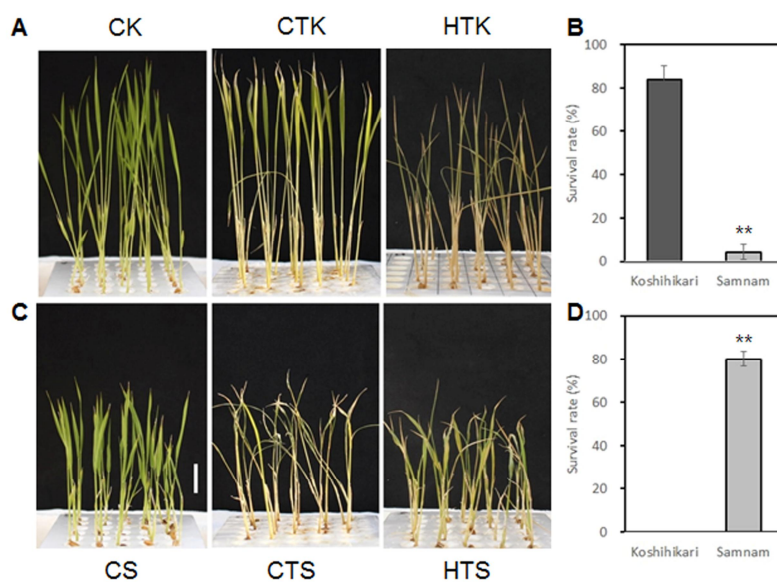 A
CK
CTK
HTK
B
100
80
60
40
20
0
Survival rate (%)
**
Koshihikari
Samnam
C
D
100
80
60
40
20
0
Survival rate (%)
**
Koshihikari
Samnam
CS
CTS
HTS